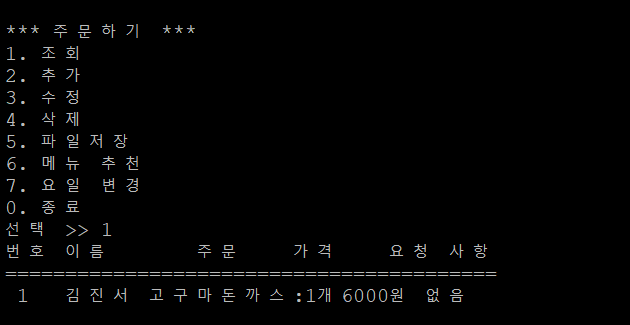 *** 주문하기 ***
1. 조회
2. 추가
3. 수정
4. 삭제
5. 파일저장
6. 메뉴 추천
7. 요일 변경
0. 종료
선택 >> 1
번호 이름 주문 가격 요청 사항
=========================================
1 김진서 고구마돈까스:1개 6000원 없음